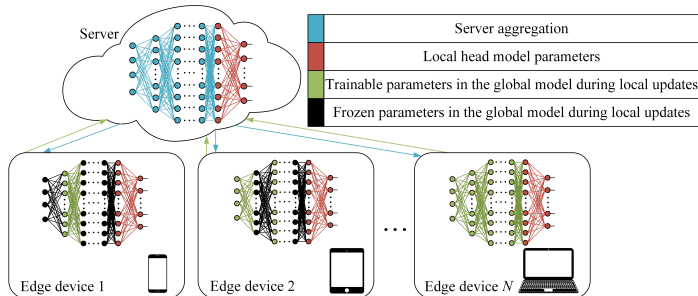 Server
Server aggregation
Local head model parameters
Trainable parameters in the global model during local updates
Frozen parameters in the global model during local updates
Edge device 1
Edge device 2
Edge device N